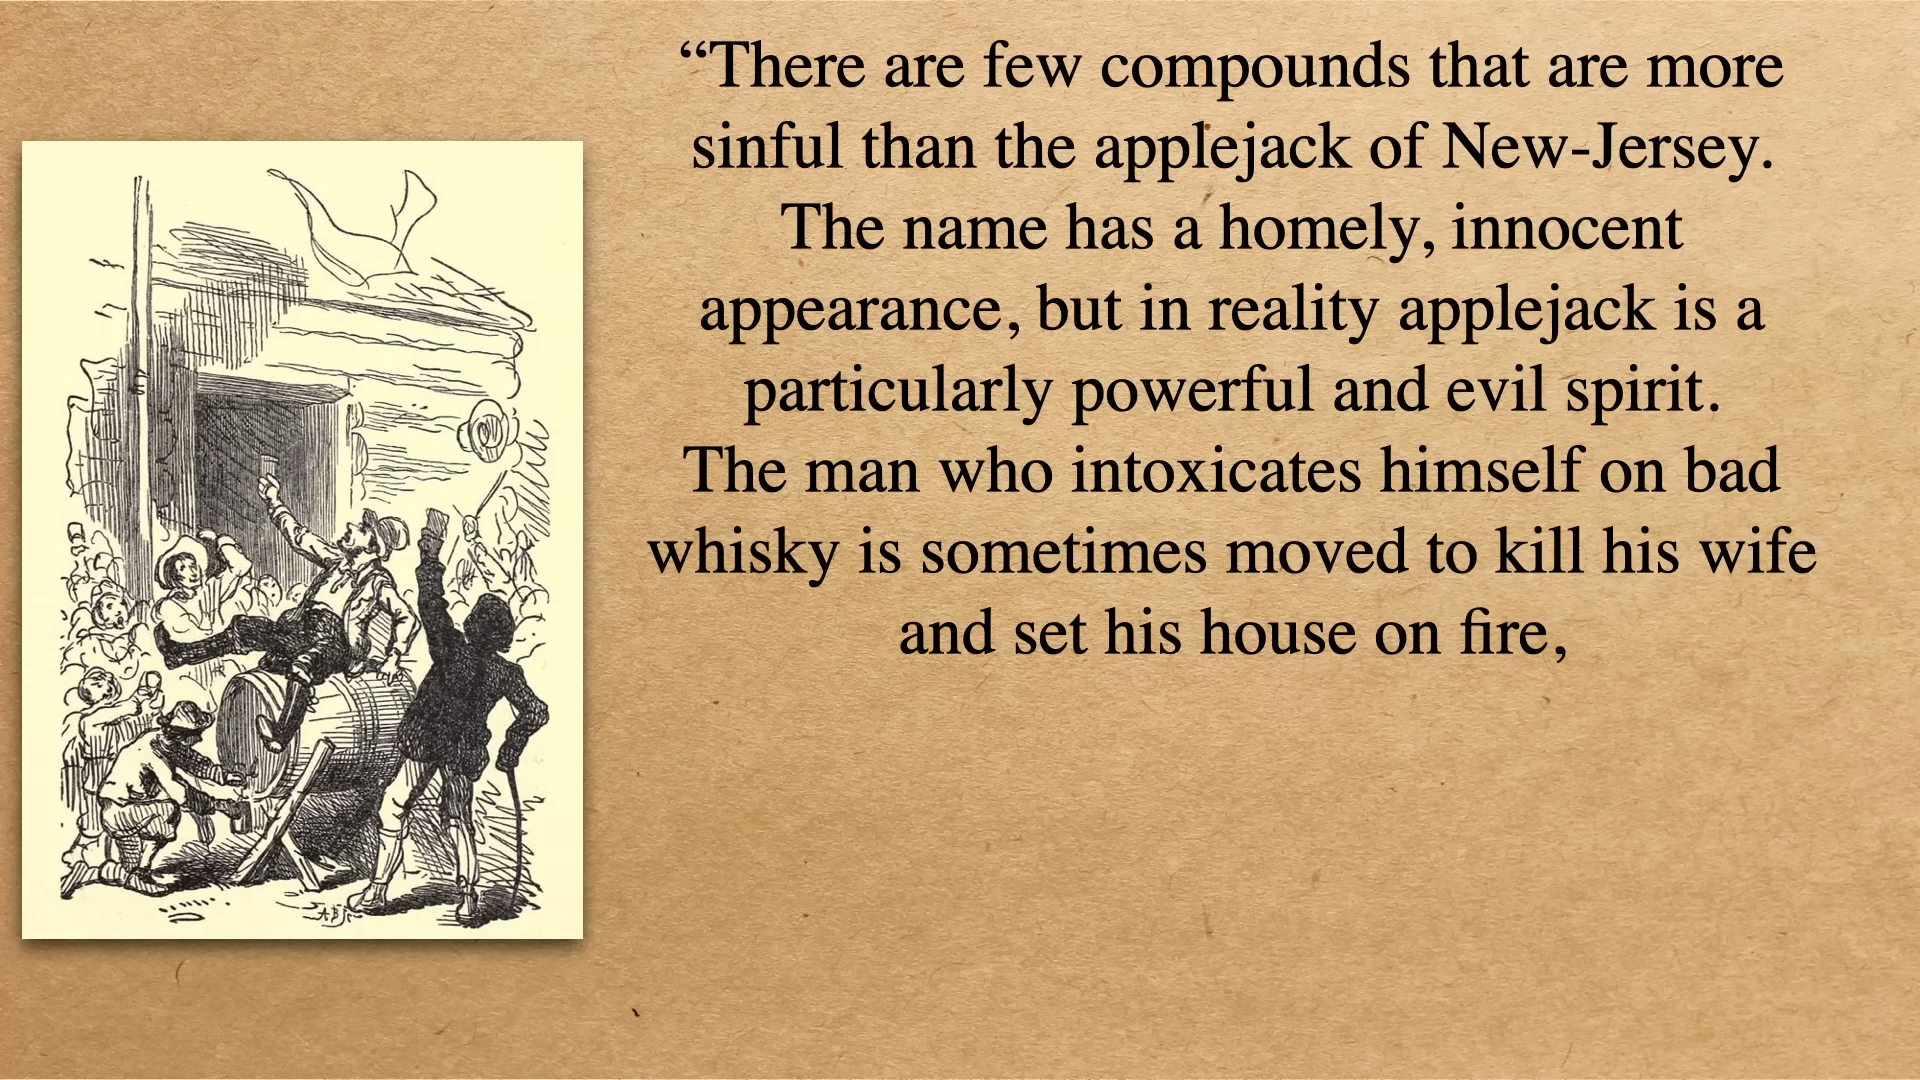 “There are few compounds that are more
sinful than the applejack of New-Jersey.
The name has a homely, innocent
appearance, but in reality applejack is a
particularly powerful and evil spirit.
The man who intoxicates himself on bad
whisky is sometimes moved to kill his wife
and set his house on fire,